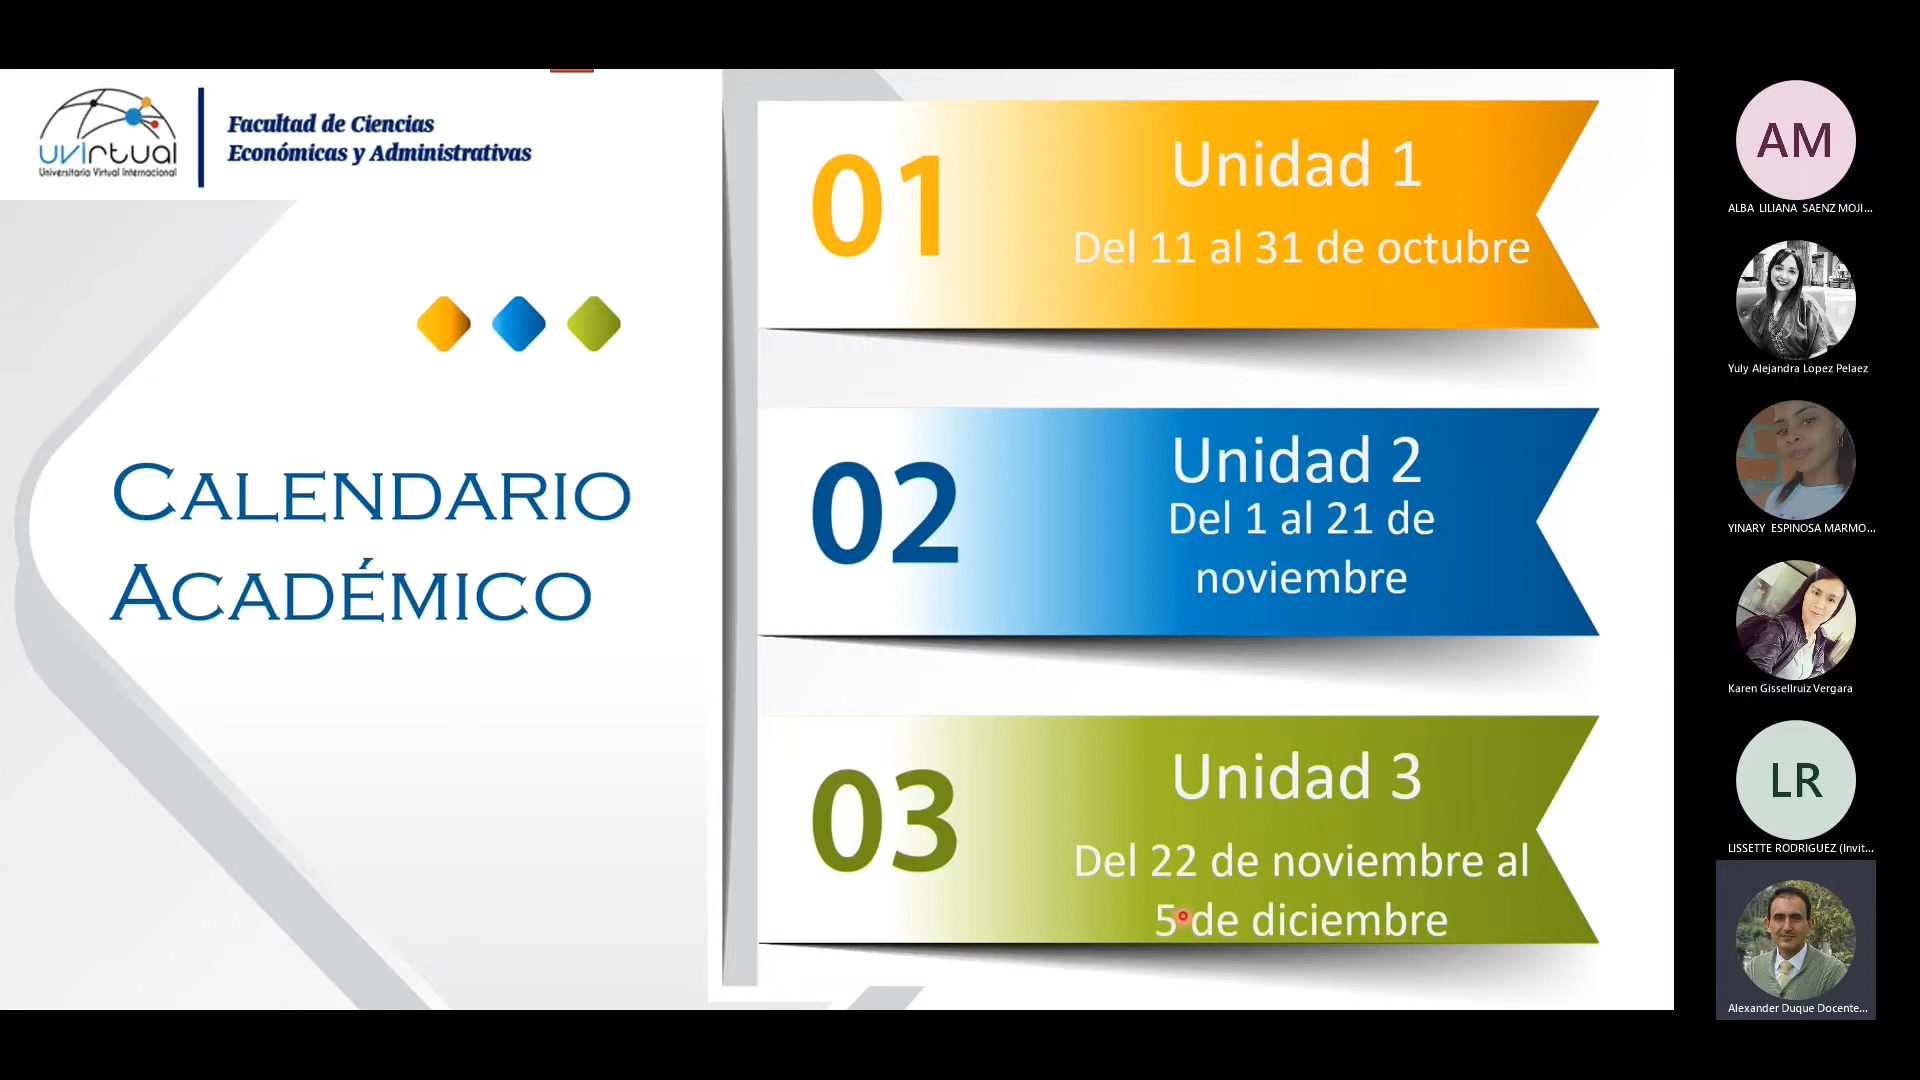 uvirtual
Universitaria Virtual Internacional
Facultad de Ciencias
Económicas y Administrativas
CALENDARIO
ACADÉMICO
01
Unidad 1
Del 11 al 31 de octubre
02
Unidad 2
Del 1 al 21 de
noviembre
03
Unidad 3
Del 22 de noviembre al
5 de diciembre
AM
ALBA LILIANA SAENZ MOJI...
Yuly Alejandra Lopez Pelaez
YINARY ESPINOSA MARMO...
Karen Gissellruiz Vergara
LR
LISSETTE RODRIGUEZ (Invit...
Alexander Duque Docente...